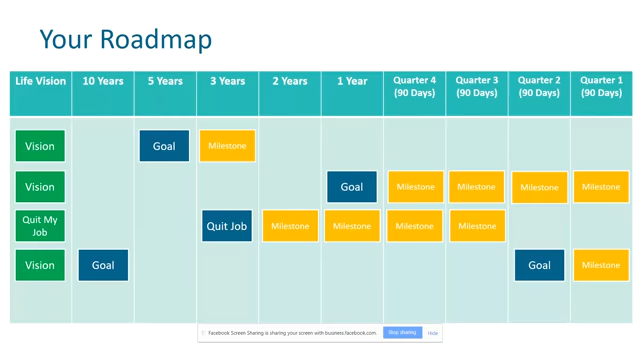 Your Roadmap
Life Vision 10 Years 5 Years 3 Years 2 Years 1 Year Quarter 4 Quarter 3 Quarter 2 Quarter 1
(90 Days) (90 Days) (90 Days) (90 Days)
Vision Goal Milestone
Vision Goal Milestone Milestone Milestone Milestone
Quit My
Job Quit Job Milestone Milestone Milestone Milestone
Vision Goal Goal Milestone
Facebook Screen Sharing is sharing your screen with business.facebook.com. Stop sharing Hide